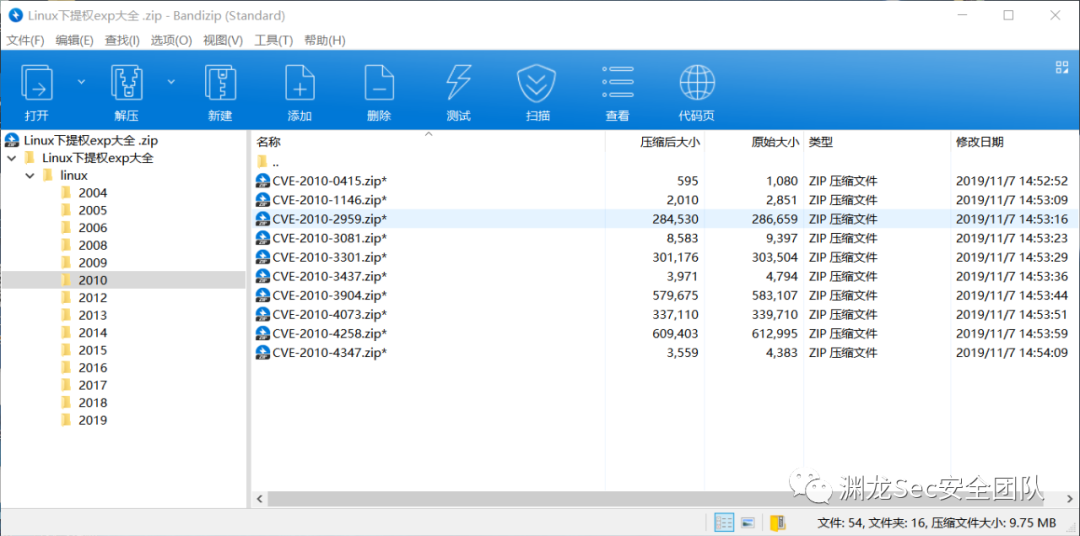 Linux下提权exp大全 .zip - Bandizip (Standard)
文件(F) 编辑(E) 查找(I) 选项(O) 视图(V) 工具(T) 帮助(H)
打开 解压 新建 添加 删除 测试 扫描 查看 代码页
Linux下提权exp大全 .zip
Linux下提权exp大全
linux
2004
2005
2006
2008
2009
2010
2012
2013
2014
2015
2016
2017
2018
2019
名称 压缩后大小 原始大小 类型 修改日期
..
CVE-2010-0415.zip* 595 1,080 ZIP 压缩文件 2019/11/7 14:52:52
CVE-2010-1146.zip* 2,010 2,851 ZIP 压缩文件 2019/11/7 14:53:09
CVE-2010-2959.zip* 284,530 286,659 ZIP 压缩文件 2019/11/7 14:53:16
CVE-2010-3081.zip* 8,583 9,397 ZIP 压缩文件 2019/11/7 14:53:23
CVE-2010-3301.zip* 301,176 303,504 ZIP 压缩文件 2019/11/7 14:53:29
CVE-2010-3437.zip* 3,971 4,794 ZIP 压缩文件 2019/11/7 14:53:36
CVE-2010-3904.zip* 579,675 583,107 ZIP 压缩文件 2019/11/7 14:53:44
CVE-2010-4073.zip* 337,110 339,710 ZIP 压缩文件 2019/11/7 14:53:51
CVE-2010-4258.zip* 609,403 612,995 ZIP 压缩文件 2019/11/7 14:53:59
CVE-2010-4347.zip* 3,559 4,383 ZIP 压缩文件 2019/11/7 14:54:09
渊龙Sec安全团队
文件: 54, 文件夹: 16, 压缩文件大小: 9.75 MB